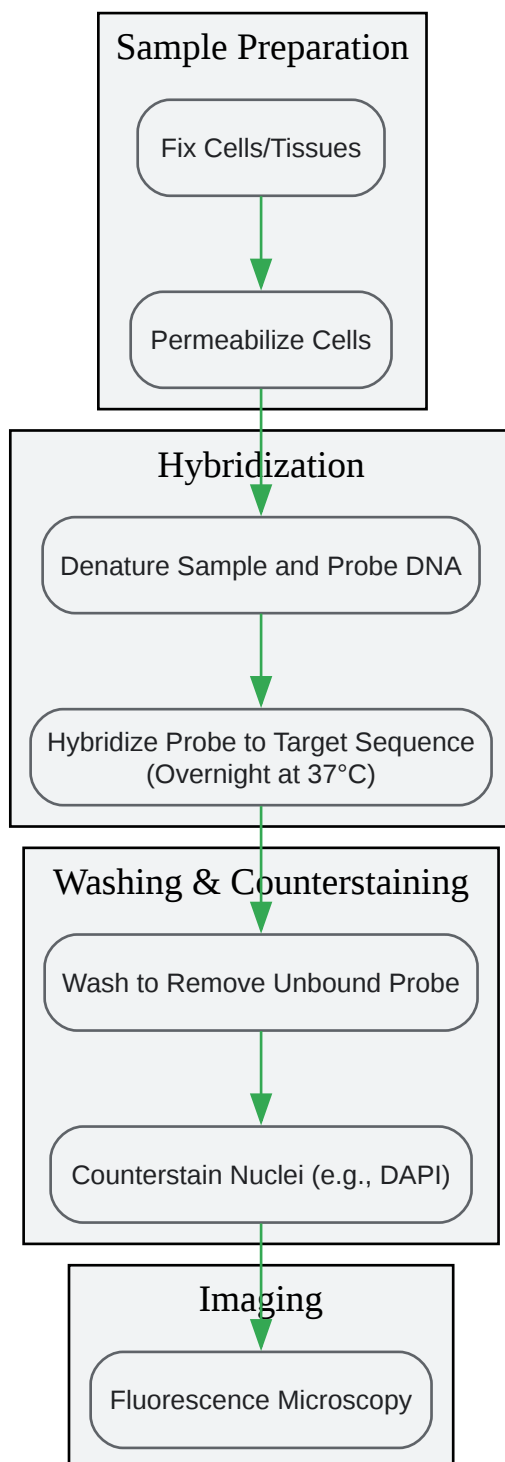 Sample Preparation
Fix Cells/Tissues
Permeabilize Cells
Hybridization
Denature Sample and Probe DNA
Hybridize Probe to Target Sequence
(Overnight at 37°C)
Washing & Counterstaining
Wash to Remove Unbound Probe
Counterstain Nuclei (e.g., DAPI)
Imaging
Fluorescence Microscopy